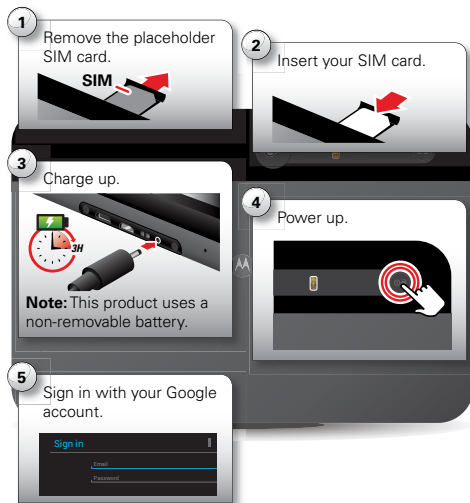 1
Remove the placeholder
SIM card.
SIM
2
Insert your SIM card.
3
Charge up.
3H
Note: This product uses a
non-removable battery.
4
Power up.
5
Sign in with your Google
account.
Sign in
Email
Password